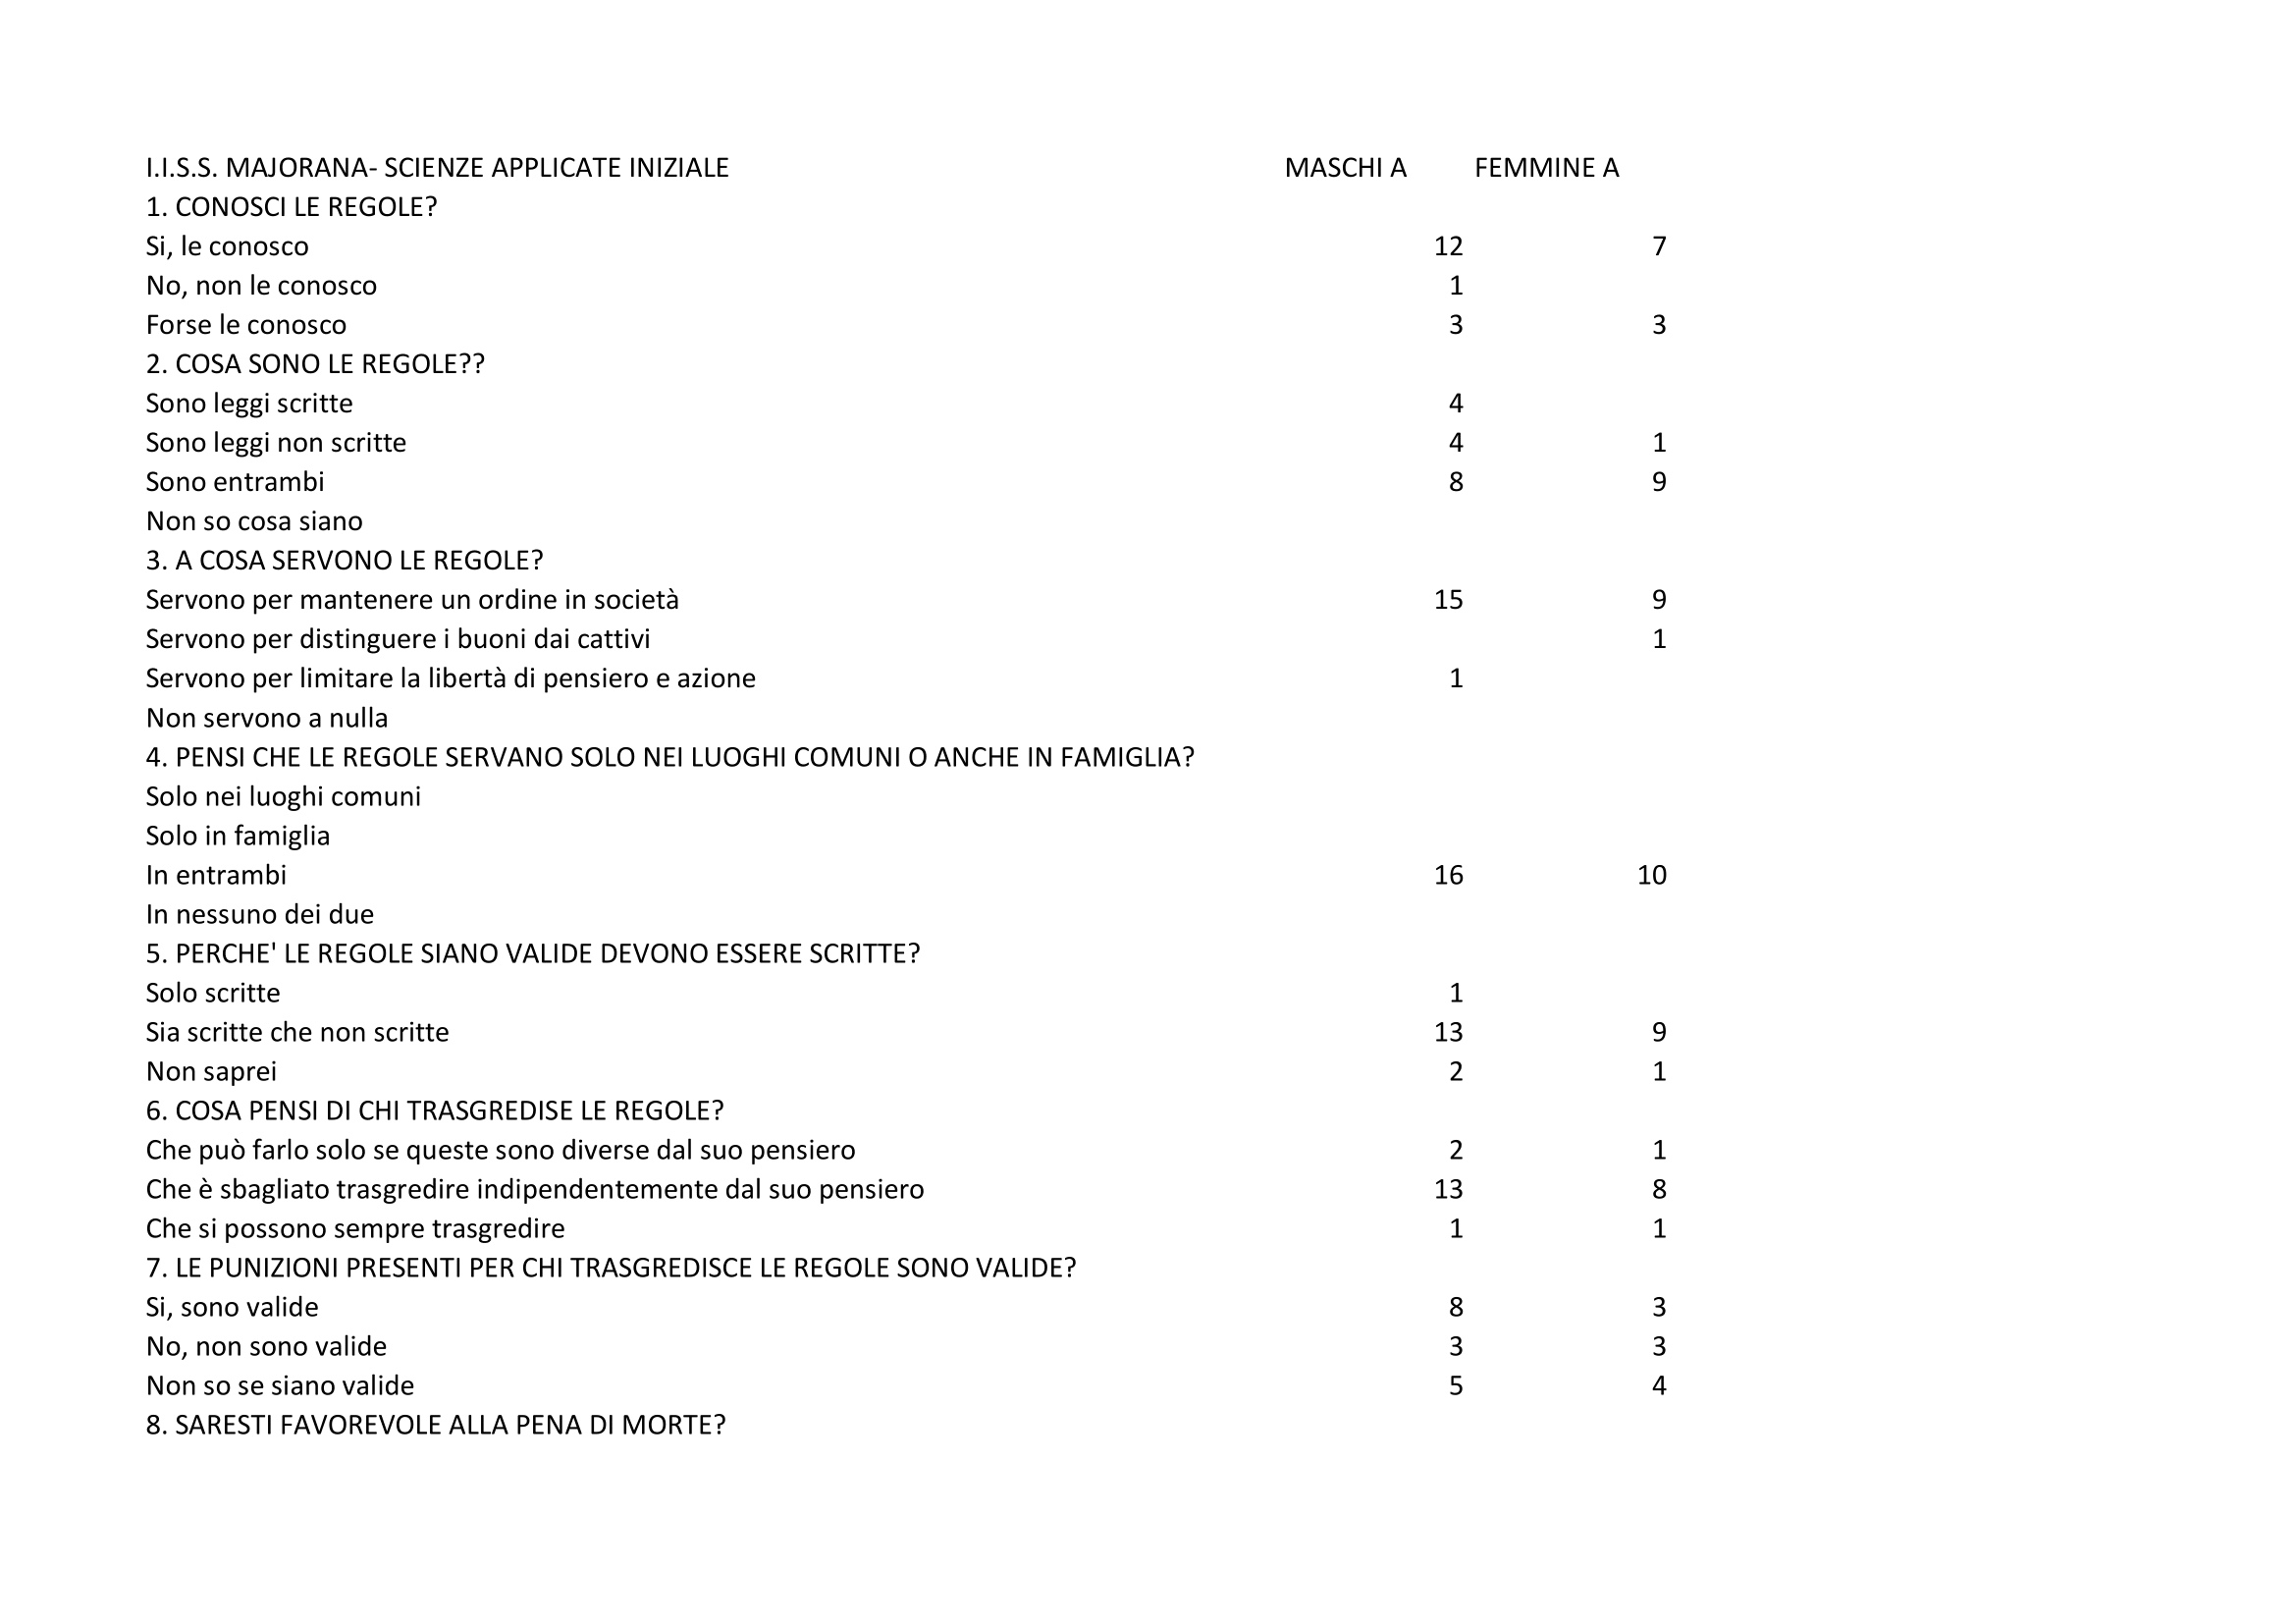 I.I.S.S. MAJORANA- SCIENZE APPLICATE INIZIALE MASCHI A FEMMINE A
1. CONOSCI LE REGOLE?
Si, le conosco 12 7
No, non le conosco 1
Forse le conosco 3 3
2. COSA SONO LE REGOLE??
Sono leggi scritte 4
Sono leggi non scritte 4 1
Sono entrambi 8 9
Non so cosa siano
3. A COSA SERVONO LE REGOLE?
Servono per mantenere un ordine in società 15 9
Servono per distinguere i buoni dai cattivi 1
Servono per limitare la libertà di pensiero e azione 1
Non servono a nulla
4. PENSI CHE LE REGOLE SERVANO SOLO NEI LUOGHI COMUNI O ANCHE IN FAMIGLIA?
Solo nei luoghi comuni
Solo in famiglia
In entrambi 16 10
In nessuno dei due
5. PERCHE' LE REGOLE SIANO VALIDE DEVONO ESSERE SCRITTE?
Solo scritte 1
Sia scritte che non scritte 13 9
Non saprei 2 1
6. COSA PENSI DI CHI TRASGREDISE LE REGOLE?
Che può farlo solo se queste sono diverse dal suo pensiero 2 1
Che è sbagliato trasgredire indipendentemente dal suo pensiero 13 8
Che si possono sempre trasgredire 1 1
7. LE PUNIZIONI PRESENTI PER CHI TRASGREDISCE LE REGOLE SONO VALIDE?
Si, sono valide 8 3
No, non sono valide 3 3
Non so se siano valide 5 4
8. SARESTI FAVOREVOLE ALLA PENA DI MORTE?